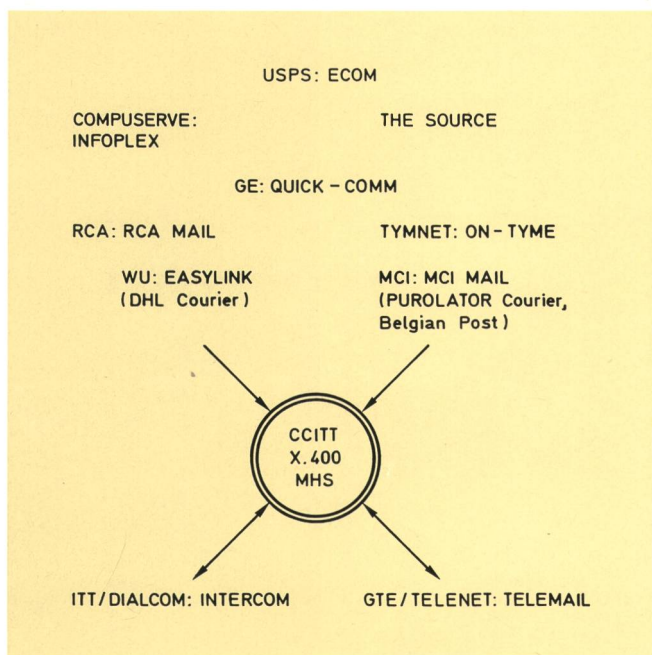 USPS: ECOM
COMPUSERVE:
INFOPLEX
THE SOURCE
GE: QUICK-COMM
RCA: RCA MAIL
TYMNET: ON-TYME
WU: EASYLINK
(DHL Courier)
MCI: MCI MAIL
(PUROLATOR Courier,
Belgian Post)
CCITT
X.400
MHS
ITT/DIALCOM: INTERCOM
GTE/TELENET: TELEMAIL